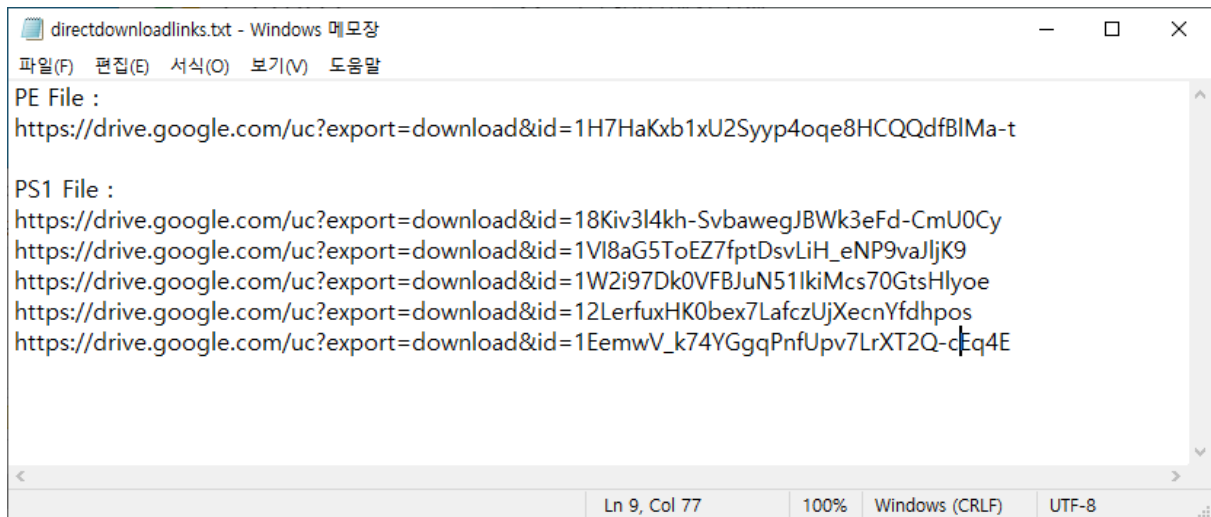 directdownloadlinks.txt - Windows 메모장
파일(F) 편집(E) 서식(O) 보기(V) 도움말
PE File :
https://drive.google.com/uc?export=download&id=1H7HaKxb1xU2Syyp4oqe8HCQQdfBlMa-t
PS1 File :
https://drive.google.com/uc?export=download&id=18Kiv3l4kh-SvbawegJBWk3eFd-CmU0Cy
https://drive.google.com/uc?export=download&id=1Vl8aG5ToEZ7fptDsvLiH_eNP9vaJljK9
https://drive.google.com/uc?export=download&id=1W2i97Dk0VFBJuN51IkiMcs70GtsHlyoe
https://drive.google.com/uc?export=download&id=12LerfuxHK0bex7LafczUjXecnYfdhpos
https://drive.google.com/uc?export=download&id=1EemwV_k74YGgqPnfUpv7LrXT2Q-cEq4E
Ln 9, Col 77 100% Windows (CRLF) UTF-8